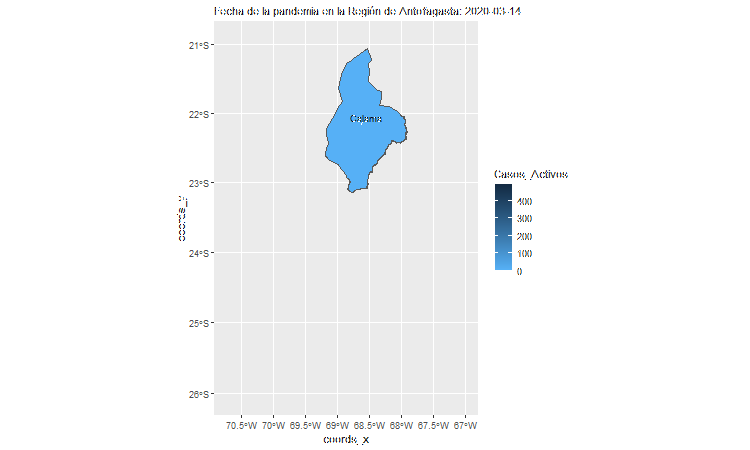 Fecha de la pandemia en la Región de Antofagasta: 2020-03-14
21°S
22°S
23°S
24°S
25°S
26°S
coords_y
Calama
70.5°W 70°W 69.5°W 69°W 68.5°W 68°W 67.5°W 67°W
coords_x
Casos_Activos
400
300
200
100
0